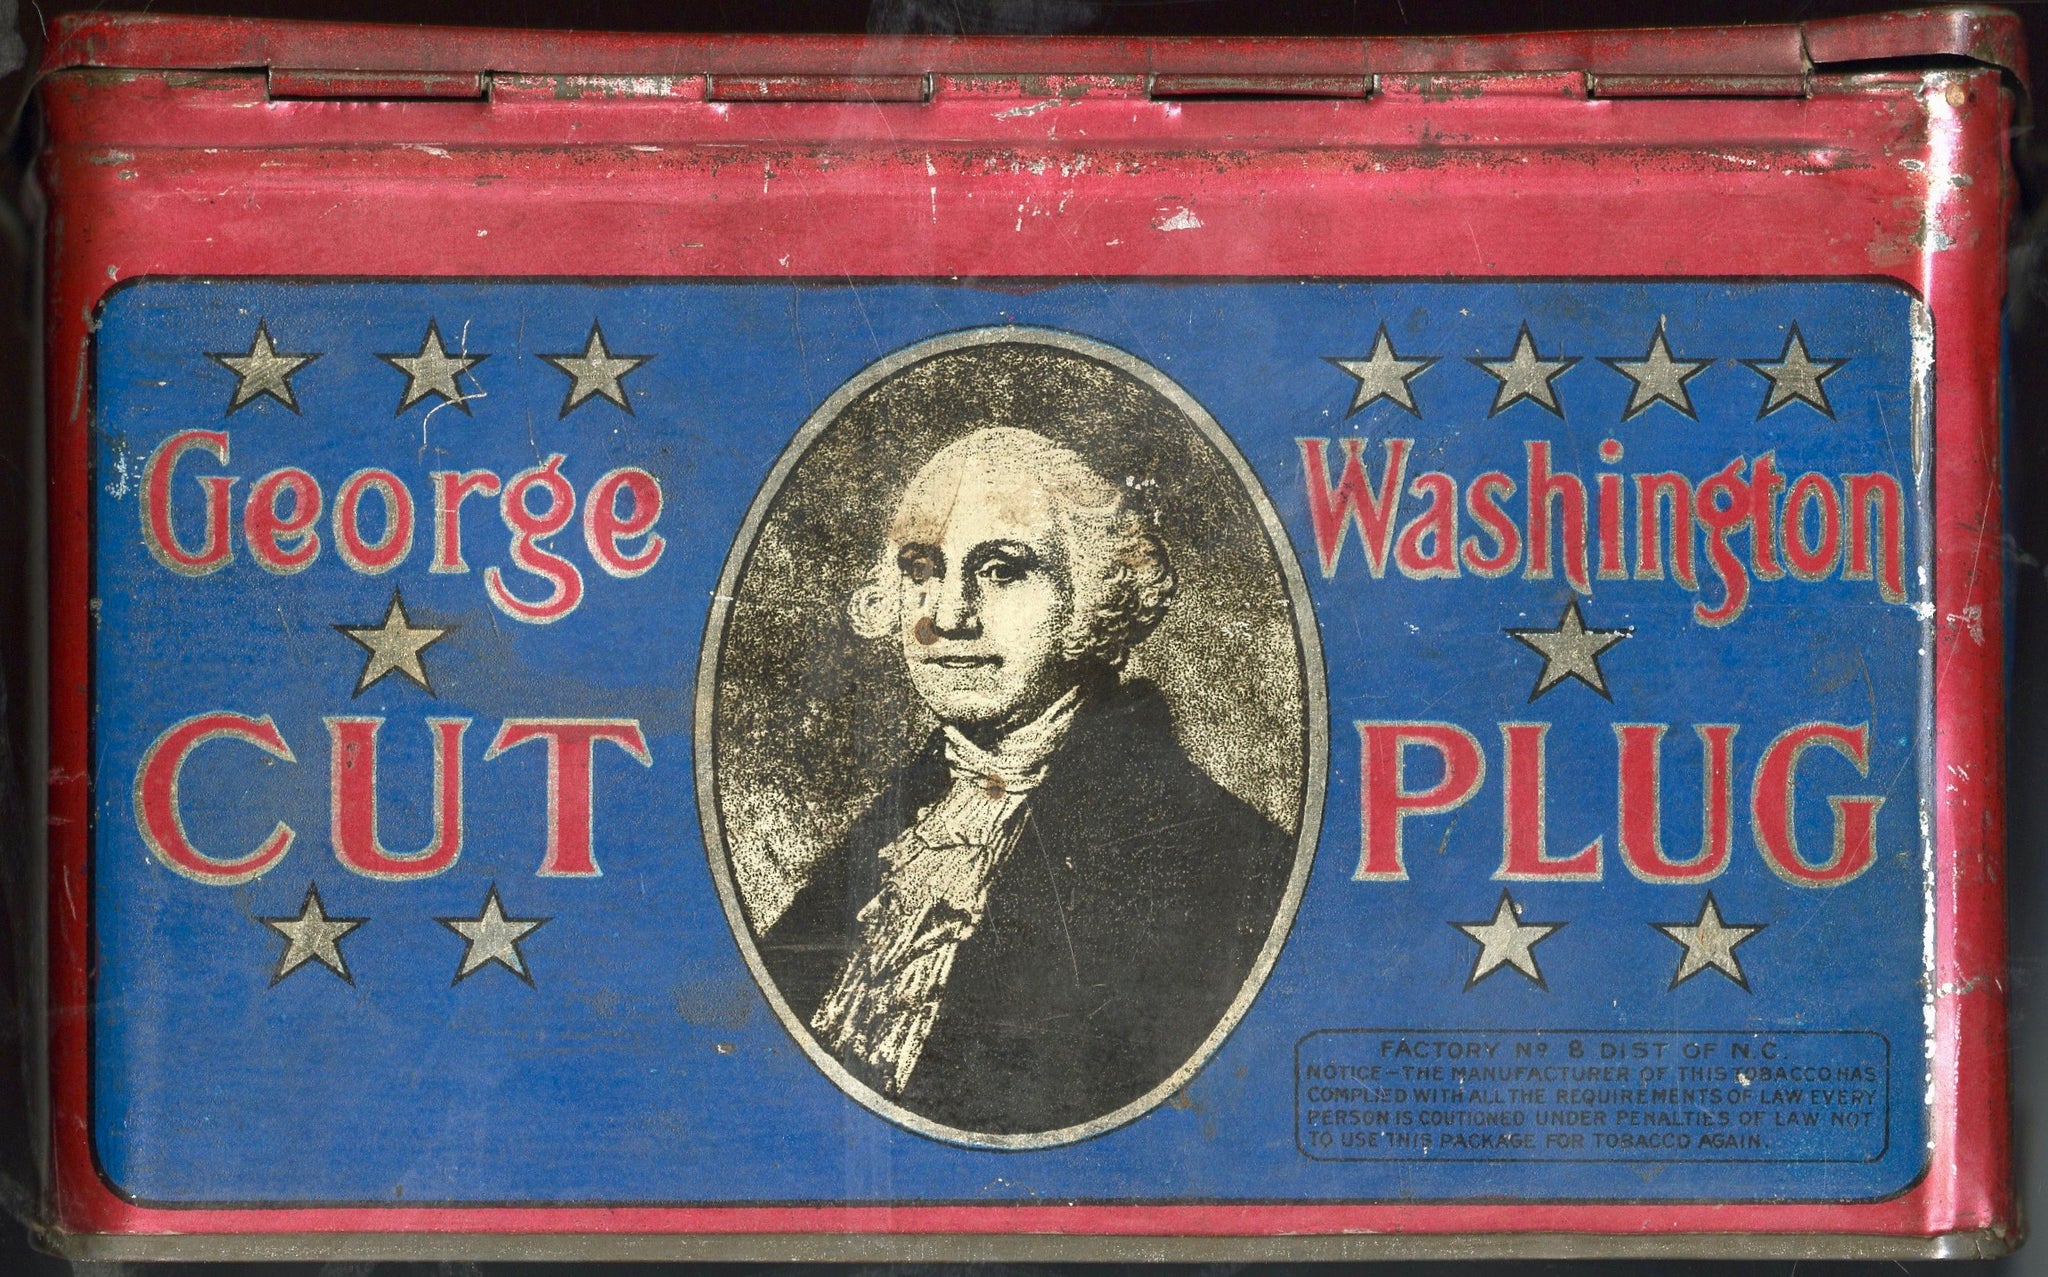 George Washington
CUT PLUG
FACTORY Nº 8 DIST OF N.C.
NOTICE—THE MANUFACTURER OF THIS TOBACCO HAS
COMPLIED WITH ALL THE REQUIREMENTS OF LAW EVERY
PERSON IS COUTIONED UNDER PENALTIES OF LAW NOT
TO USE THIS PACKAGE FOR TOBACCO AGAIN.